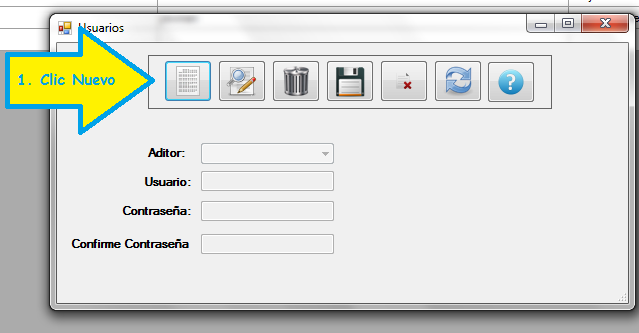 Usuarios
1. Clic Nuevo
?
Aditor:
Usuario:
Contraseña:
Confirme Contraseña